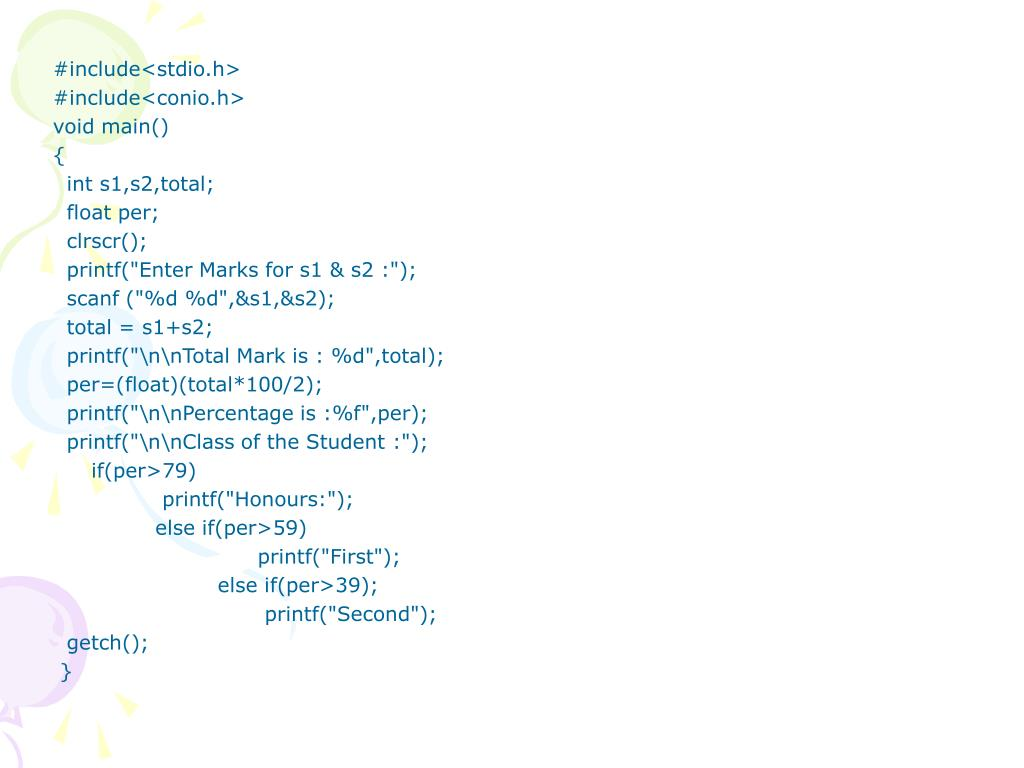 #include<stdio.h>
#include<conio.h>
void main()
{
int s1,s2,total;
float per;
clrscr();
printf("Enter Marks for s1 & s2 :");
scanf ("%d %d",&s1,&s2);
total = s1+s2;
printf("\n\nTotal Mark is : %d",total);
per=(float)(total*100/2);
printf("\n\nPercentage is :%f",per);
printf("\n\nClass of the Student :");
if(per>79)
printf("Honours:");
else if(per>59)
printf("First");
else if(per>39);
printf("Second");
getch();
}